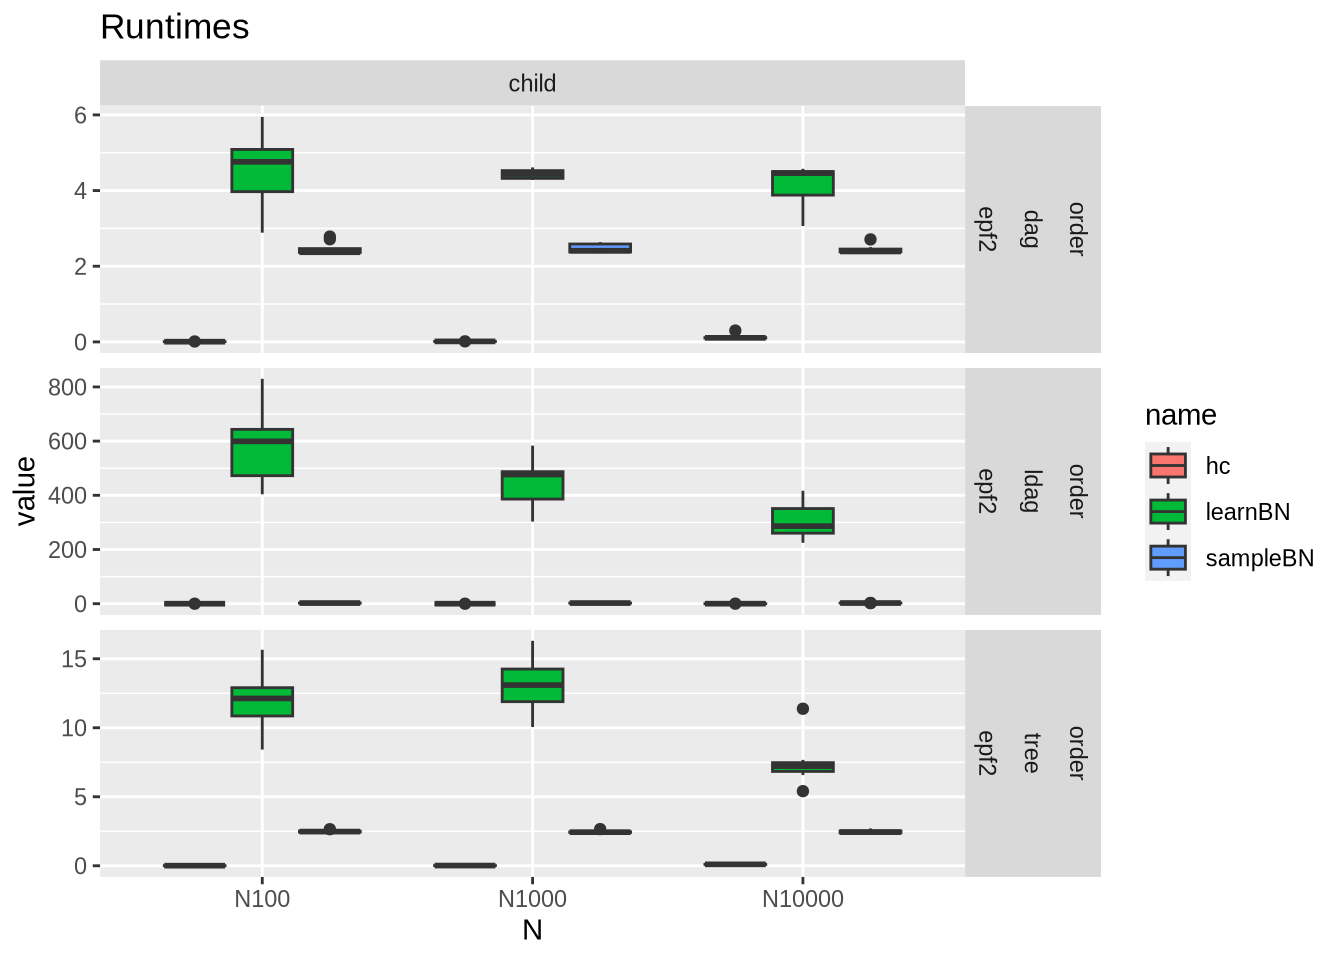 Runtimes
child
6
4
2
0
epf2
dag
order
800
600
400
200
0
epf2
ldag
order
15
10
5
0
epf2
tree
order
N100
N1000
N10000
N
value
name
hc
learnBN
sampleBN